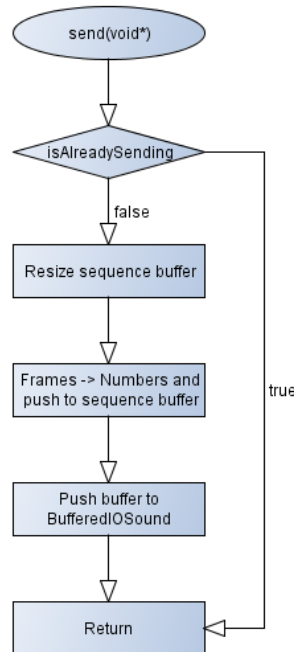 send(void*)
isAlreadySending
false
Resize sequence buffer
Frames -> Numbers and
push to sequence buffer
true
Push buffer to
BufferedIOSound
Return